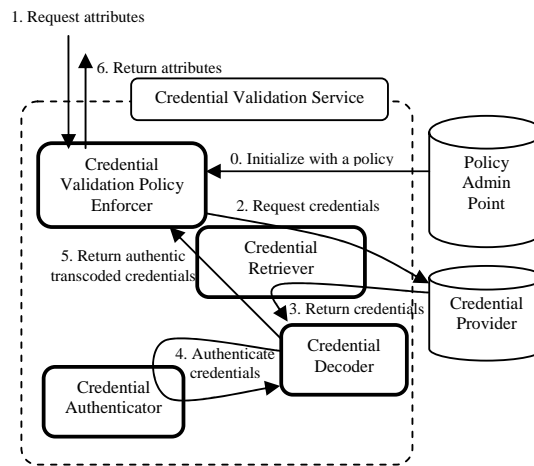 1. Request attributes
6. Return attributes
Credential Validation Service
Credential
Validation Policy
Enforcer
0. Initialize with a policy
Policy
Admin
Point
2. Request credentials
5. Return authentic
transcoded credentials
Credential
Retriever
3. Return credentials
Credential
Provider
4. Authenticate
credentials
Credential
Decoder
Credential
Authenticator